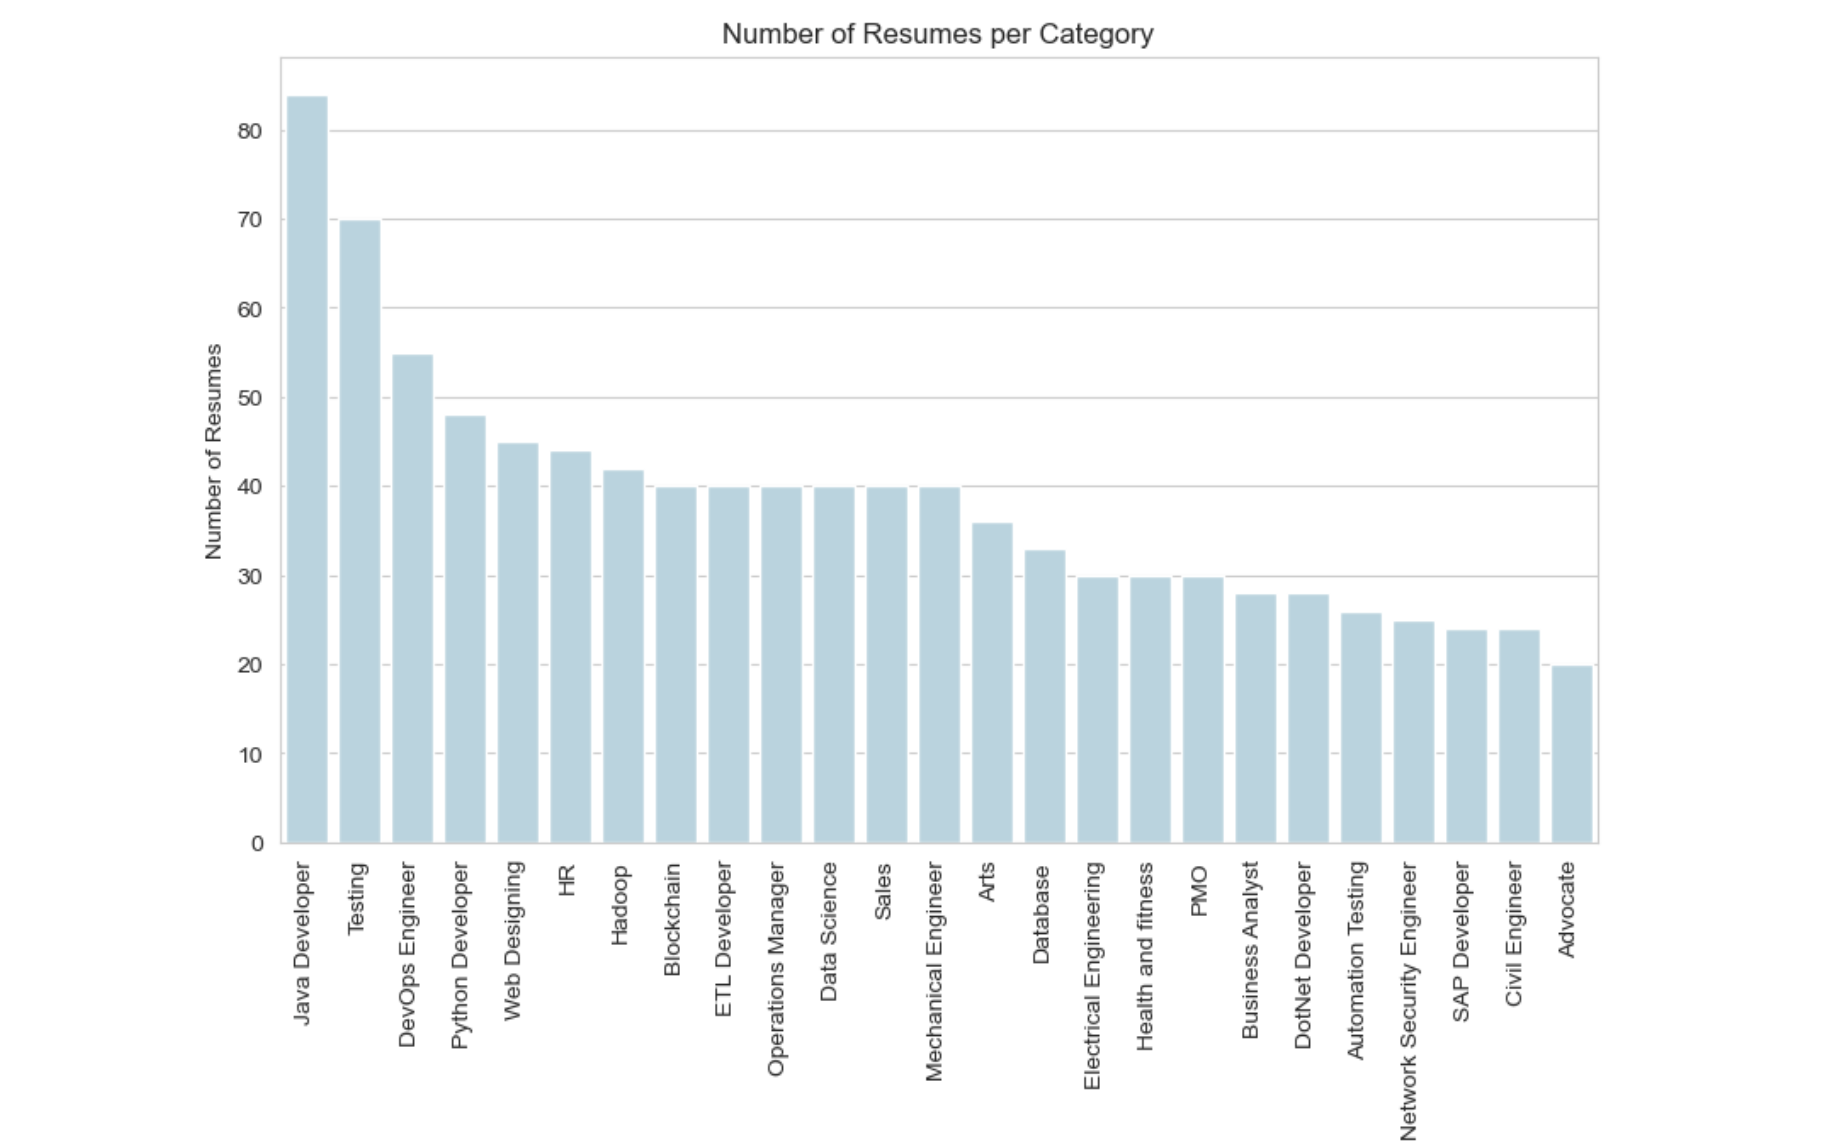 Number of Resumes per Category
Number of Resumes
80
70
60
50
40
30
20
10
0
Java Developer
Testing
DevOps Engineer
Python Developer
Web Designing
HR
Hadoop
Blockchain
ETL Developer
Operations Manager
Data Science
Sales
Mechanical Engineer
Arts
Database
Electrical Engineering
Health and fitness
PMO
Business Analyst
DotNet Developer
Automation Testing
Network Security Engineer
SAP Developer
Civil Engineer
Advocate